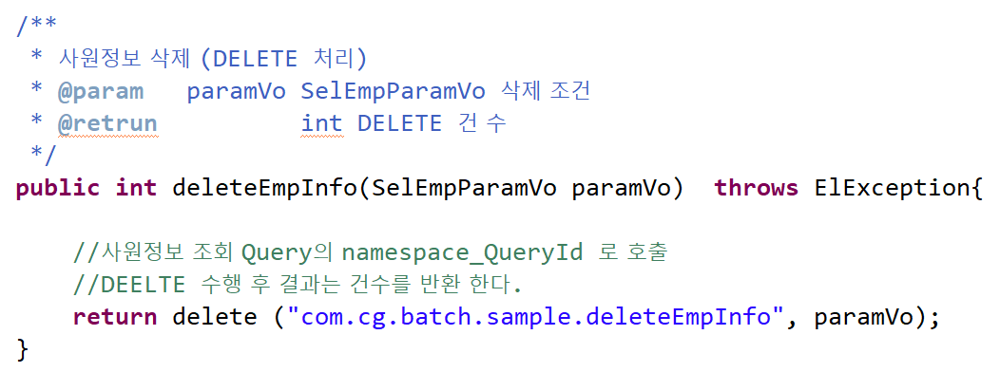 /**
 * 사원정보 삭제 (DELETE 처리)
 * @param   paramVo SelEmpParamVo 삭제 조건
 * @retrun          int DELETE 건 수
 */
public int deleteEmpInfo(SelEmpParamVo paramVo)  throws ElException{
    //사원정보 조회 Query의 namespace_QueryId 로 호출
    //DEELTE 수행 후 결과는 건수를 반환 한다.
    return delete ("com.cg.batch.sample.deleteEmpInfo", paramVo);
}